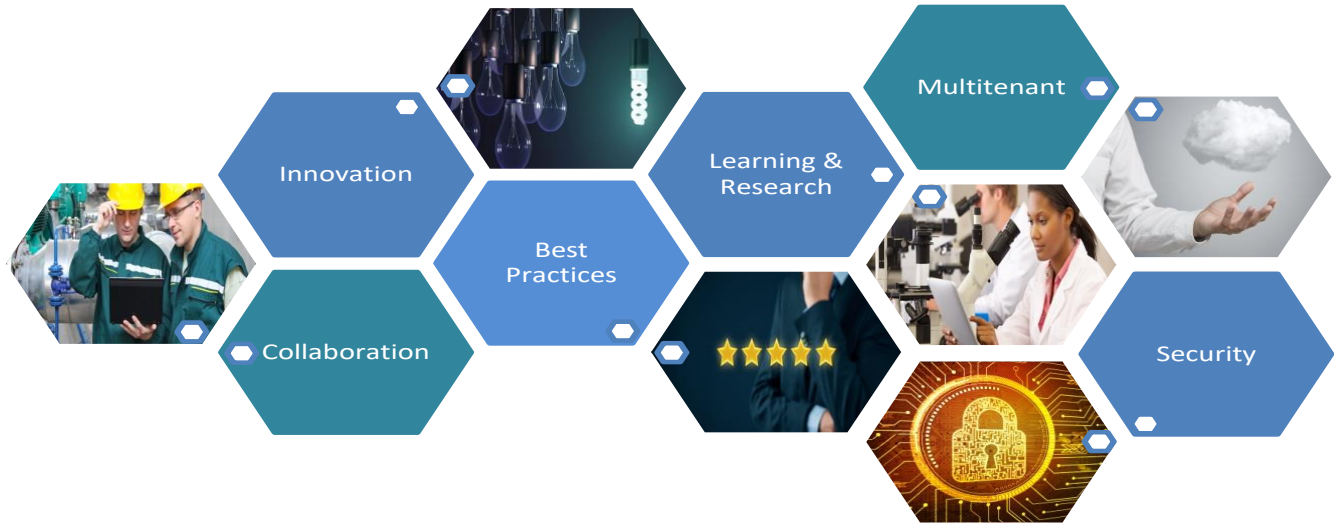 Multitenant
Innovation
Learning &
Research
Best
Practices
Collaboration
Security